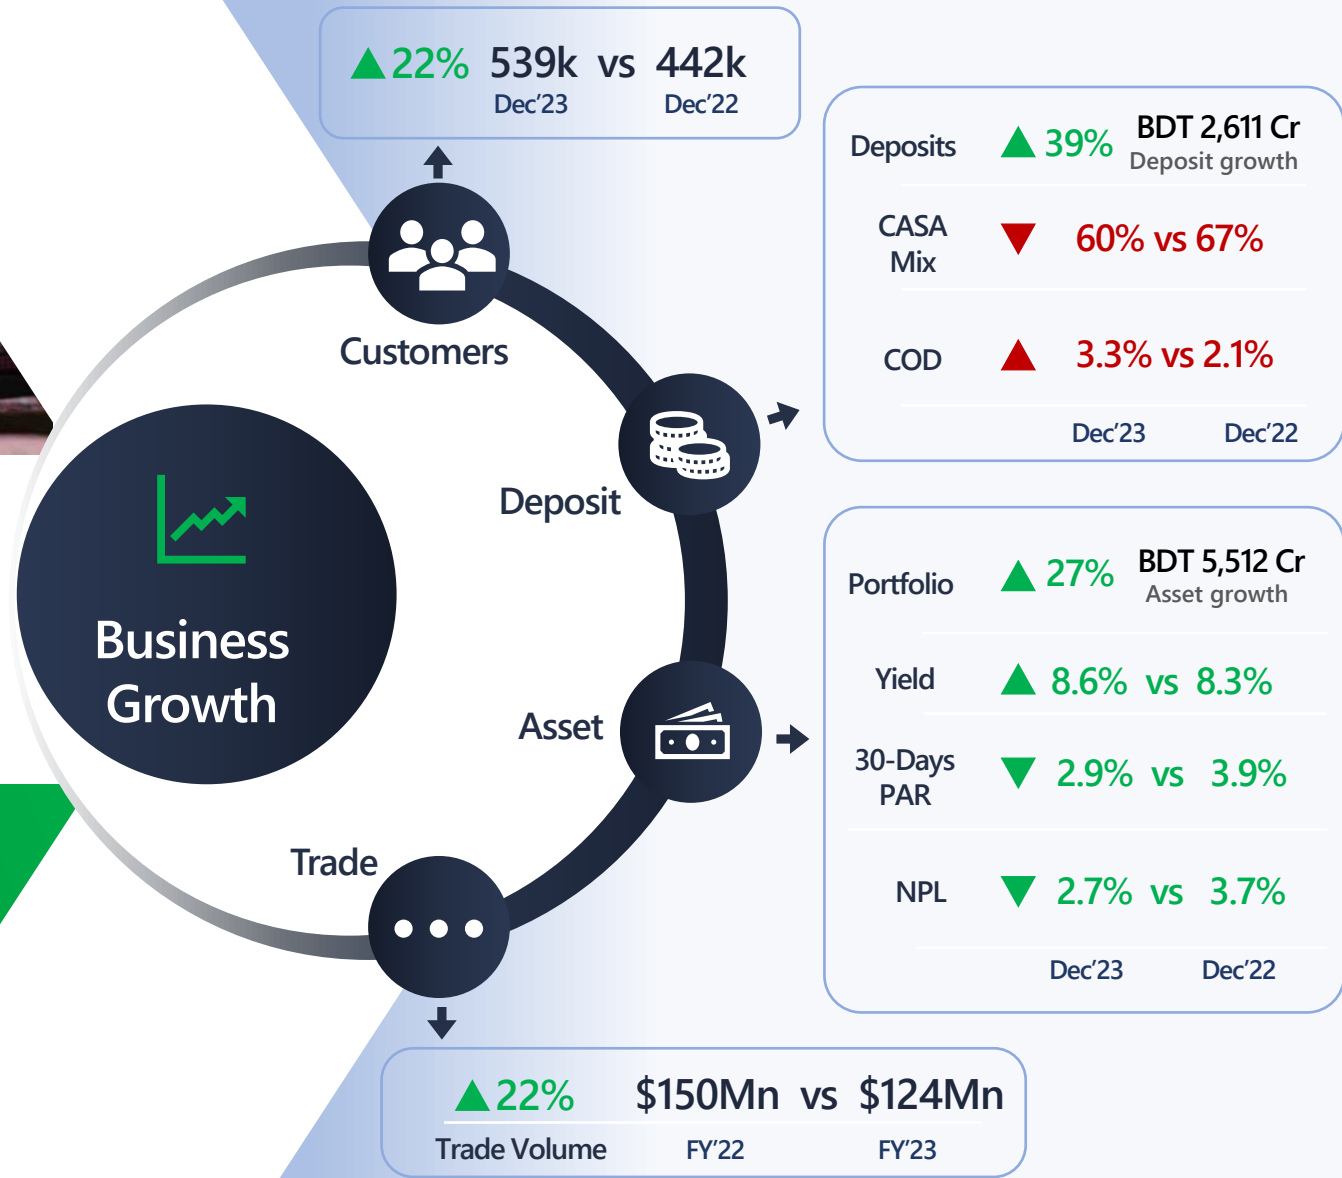 22% 539k vs 442k
Dec'23 Dec'22
Customers
Deposit
Asset
Trade
Business
Growth
Deposits 39% BDT 2,611 Cr
Deposit growth
CASA
Mix
60% vs 67%
COD 3.3% vs 2.1%
Dec'23 Dec'22
Portfolio 27% BDT 5,512 Cr
Asset growth
Yield 8.6% vs 8.3%
30-Days
PAR
2.9% vs 3.9%
NPL 2.7% vs 3.7%
Dec'23 Dec'22
22% $150Mn vs $124Mn
Trade Volume FY'22 FY'23